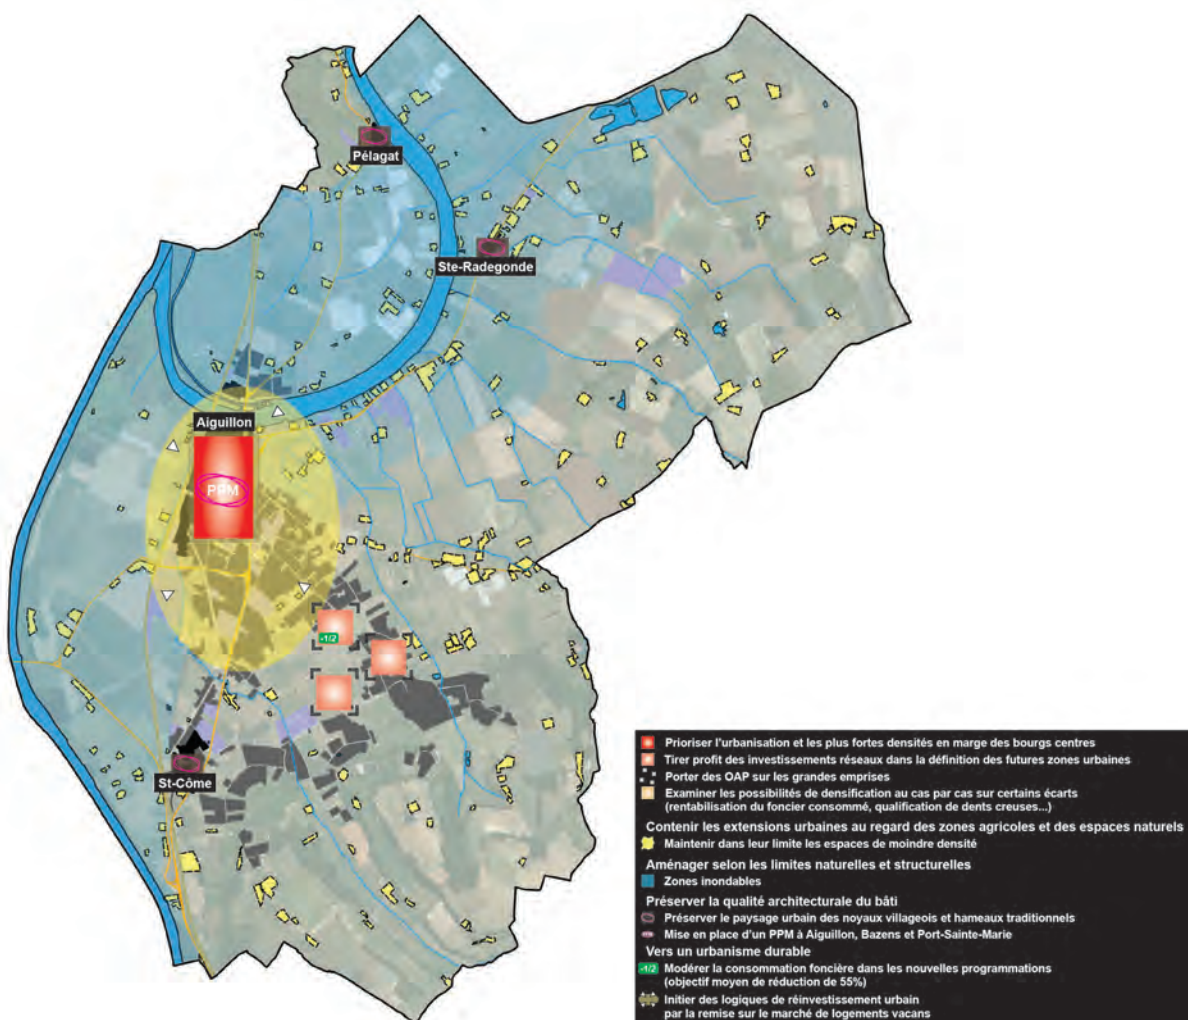 Pélagat
Ste-Radegonde
Aiguillon
PPM
-1/2
St-Côme
Prioriser l'urbanisation et les plus fortes densités en marge des bourgs centres
Tirer profit des investissements réseaux dans la définition des futures zones urbaines
Porter des OAP sur les grandes emprises
Examiner les possibilités de densification au cas par cas sur certains écarts
(rentabilisation du foncier consommé, qualification de dents creuses...)
Contenir les extensions urbaines au regard des zones agricoles et des espaces naturels
Maintenir dans leur limite les espaces de moindre densité
Aménager selon les limites naturelles et structurelles
Zones inondables
Préserver la qualité architecturale du bâti
Préserver le paysage urbain des noyaux villageois et hameaux traditionnels
Mise en place d'un PPM à Aiguillon, Bazens et Port-Sainte-Marie
Vers un urbanisme durable
-1/2 Modérer la consommation foncière dans les nouvelles programmations
(objectif moyen de réduction de 55%)
Initier des logiques de réinvestissement urbain
par la remise sur le marché de logements vacans